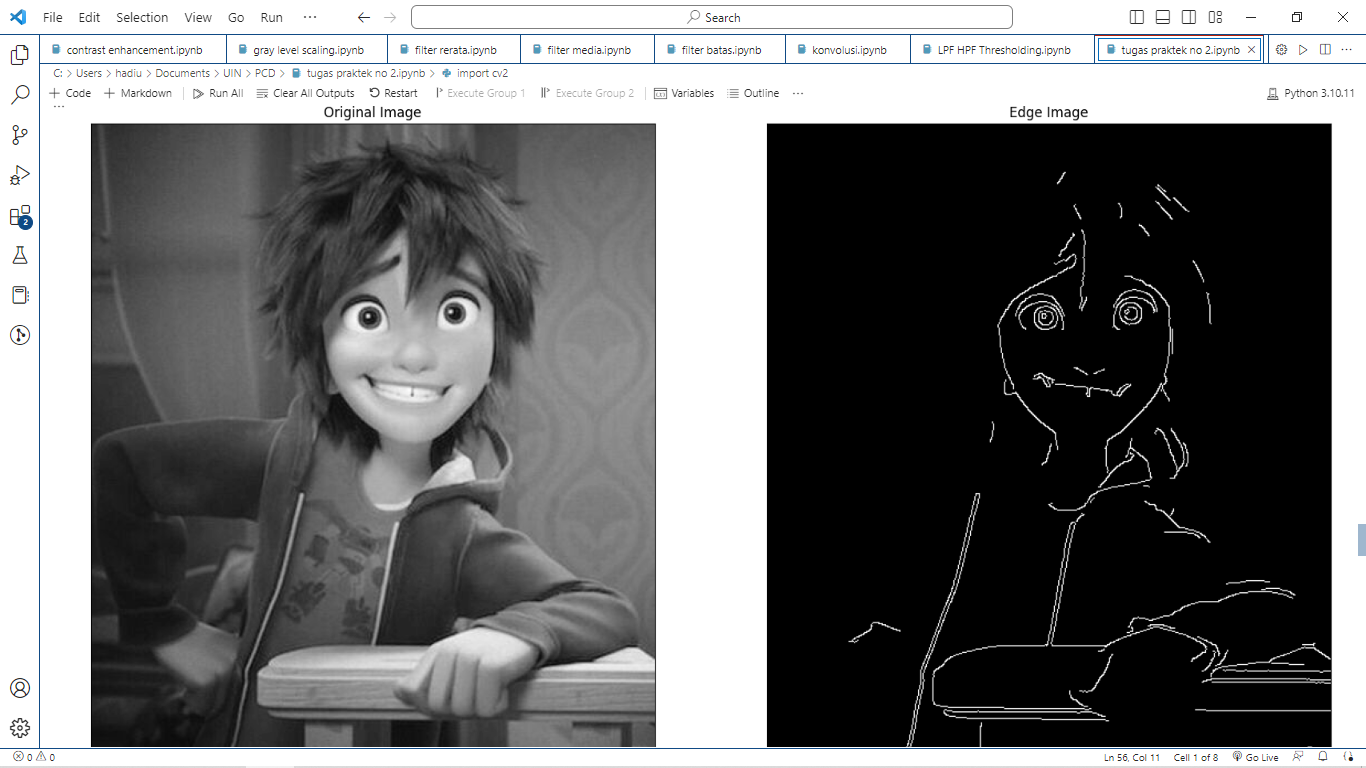 File Edit Selection View Go Run ··· Search
contrast enhancement.ipynb gray level scaling.ipynb filter rerata.ipynb filter media.ipynb filter batas.ipynb konvolusi.ipynb LPF HPF Thresholding.ipynb tugas praktek no 2.ipynb
C: > Users > hadiu > Documents > UIN > PCD > tugas praktek no 2.ipynb > import cv2
+ Code + Markdown Run All Clear All Outputs Restart Execute Group 1 Execute Group 2 Variables Outline ··· Python 3.10.11
···
Original Image Edge Image
2
0 0 Ln 56, Col 11 Cell 1 of 8 Go Live